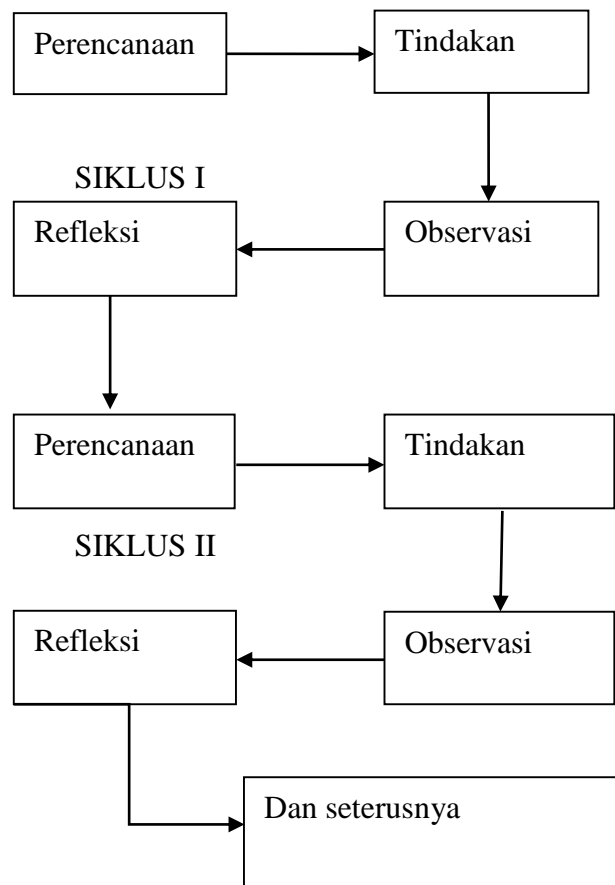 Perencanaan
Tindakan
SIKLUS I
Refleksi
Observasi
Perencanaan
Tindakan
SIKLUS II
Refleksi
Observasi
Dan seterusnya